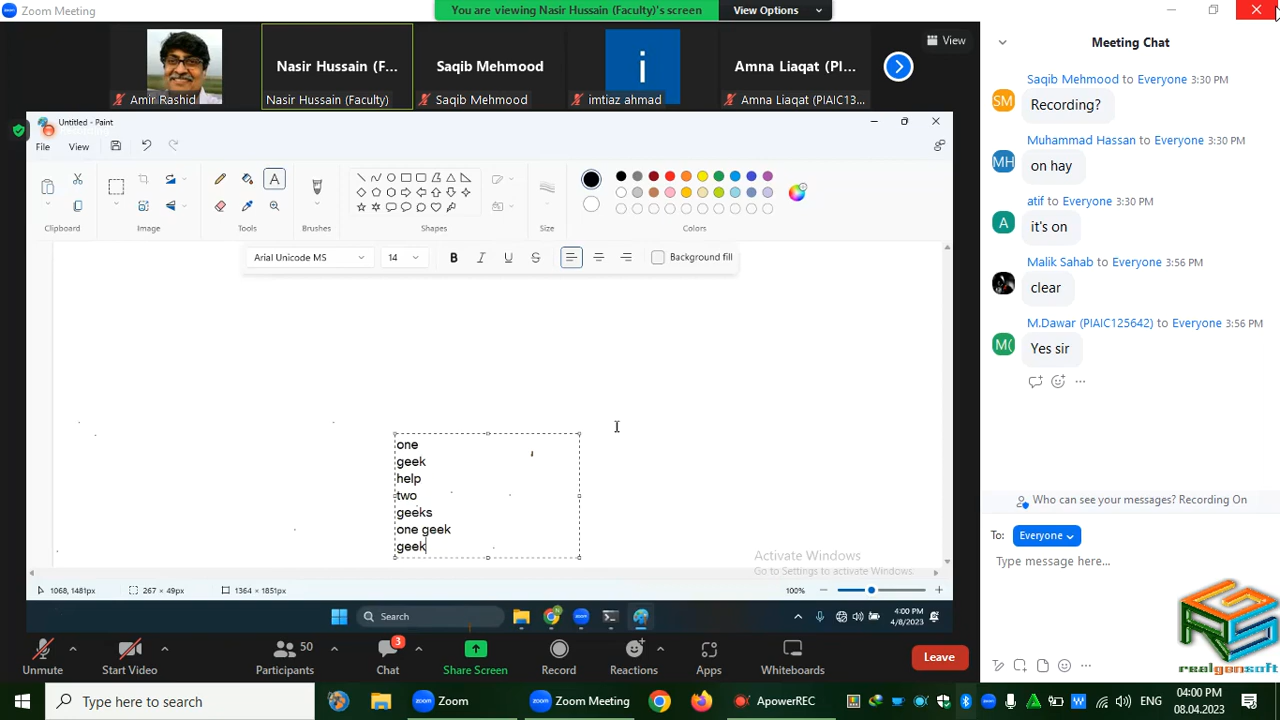 Zoom Meeting
You are viewing Nasir Hussain (Faculty)'s screen
View Options
View
Nasir Hussain (F...
Saqib Mehmood
i
Amna Liaqat (PI...
Amir Rashid
Nasir Hussain (Faculty)
Saqib Mehmood
imtiaz ahmad
Amna Liaqat (PIAIC13...
Untitled - Paint
Recording
File
View
Clipboard
Image
Tools
Brushes
Shapes
Size
Colors
Arial Unicode MS
14
B
I
U
S
Background fill
one
geek
help
two
geeks
one geek
geek
Activate Windows
Go to Settings to activate Windows.
1068, 1481px
267 × 49px
1364 × 1851px
100%
Search
4:00 PM
4/8/2023
Unmute
Start Video
50
Participants
3
Chat
Share Screen
Record
Reactions
Apps
Whiteboards
Leave
Meeting Chat
Saqib Mehmood to Everyone 3:30 PM
SM
Recording?
Muhammad Hassan to Everyone 3:30 PM
MH
on hay
atif to Everyone 3:30 PM
A
it's on
Malik Sahab to Everyone 3:56 PM
clear
M.Dawar (PIAIC125642) to Everyone 3:56 PM
M(
Yes sir
Who can see your messages? Recording On
To: Everyone
Type message here...
realgensoft
Type here to search
Zoom
Zoom Meeting
ApowerREC
ENG
04:00 PM
08.04.2023